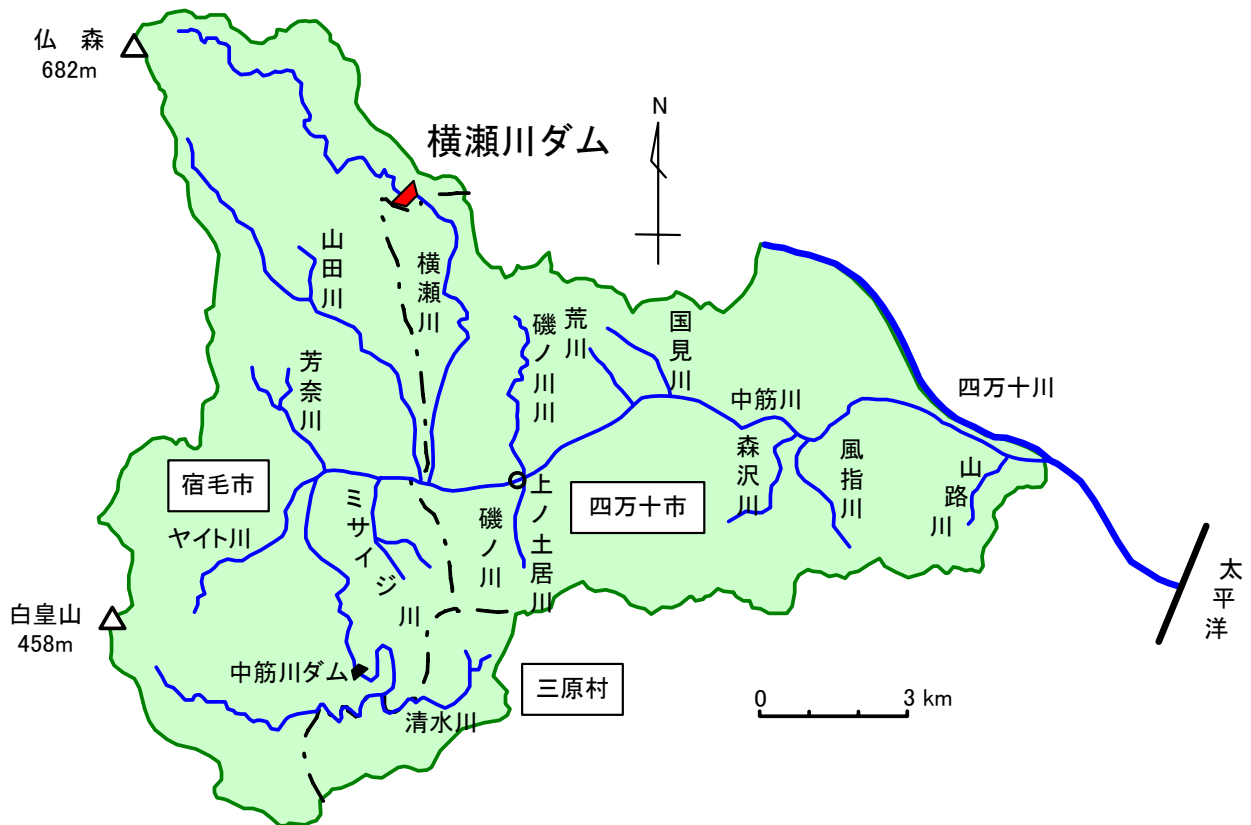 仏 森
682m
N
横瀬川ダム
山田川
横瀬川
芳奈川
磯ノ川川
荒川
国見川
中筋川
四万十川
宿毛市
ヤイト川
ミサイジ川
磯ノ川
上ノ土居川
四万十市
森沢川
風指川
山路川
太平洋
白皇山
458m
中筋川ダム
三原村
清水川
0 3 km